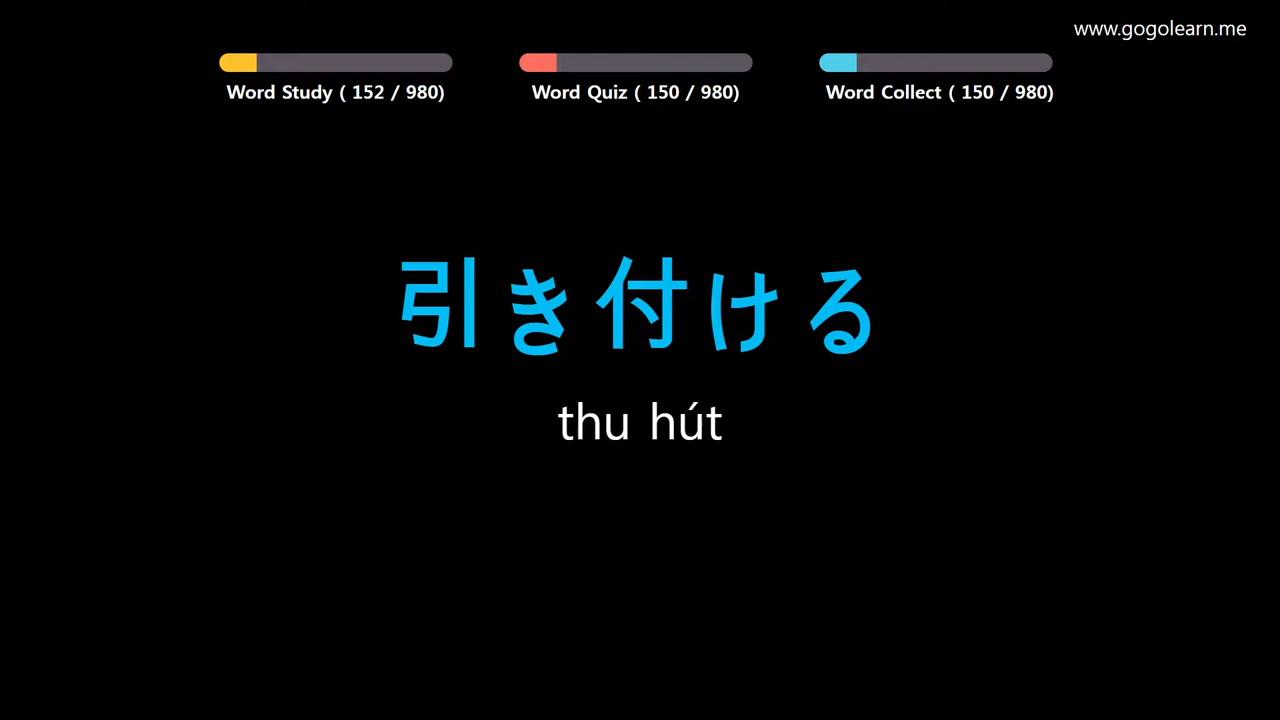 www.gogolearn.me
Word Study ( 152 / 980)
Word Quiz ( 150 / 980)
Word Collect ( 150 / 980)
引き付ける
thu hút